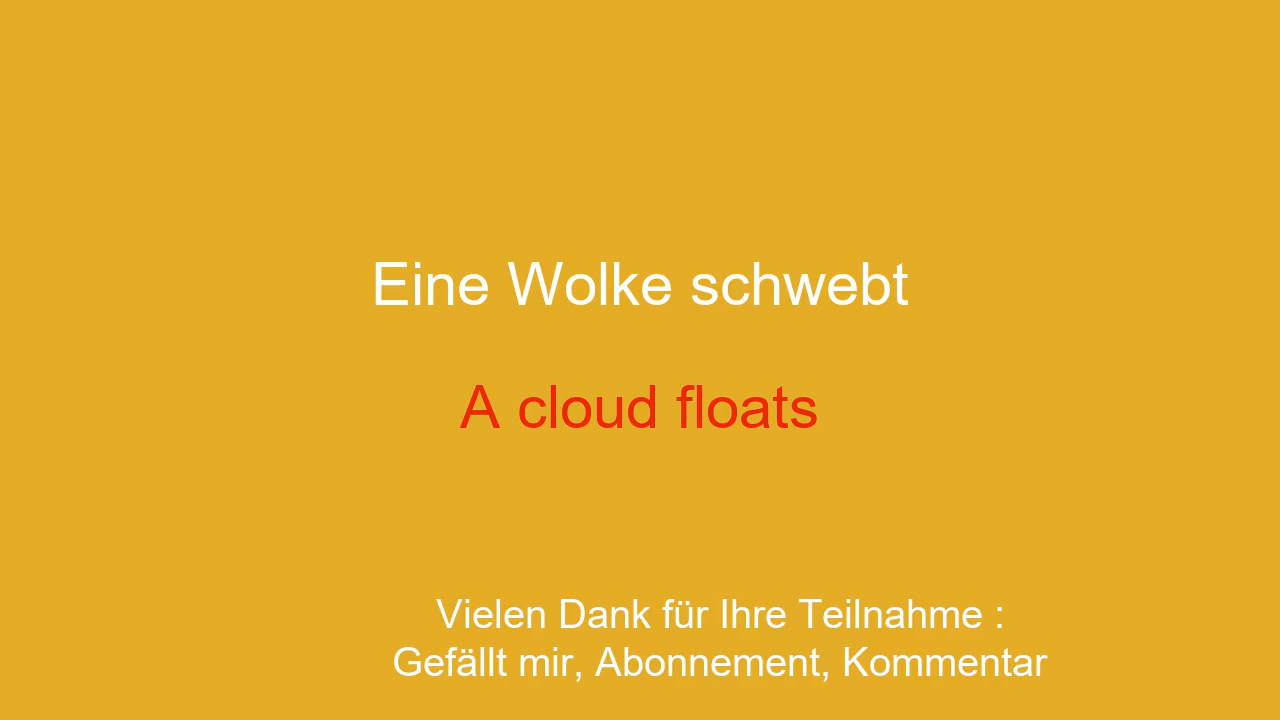 Eine Wolke schwebt
A cloud floats
Vielen Dank für Ihre Teilnahme :
Gefällt mir, Abonnement, Kommentar